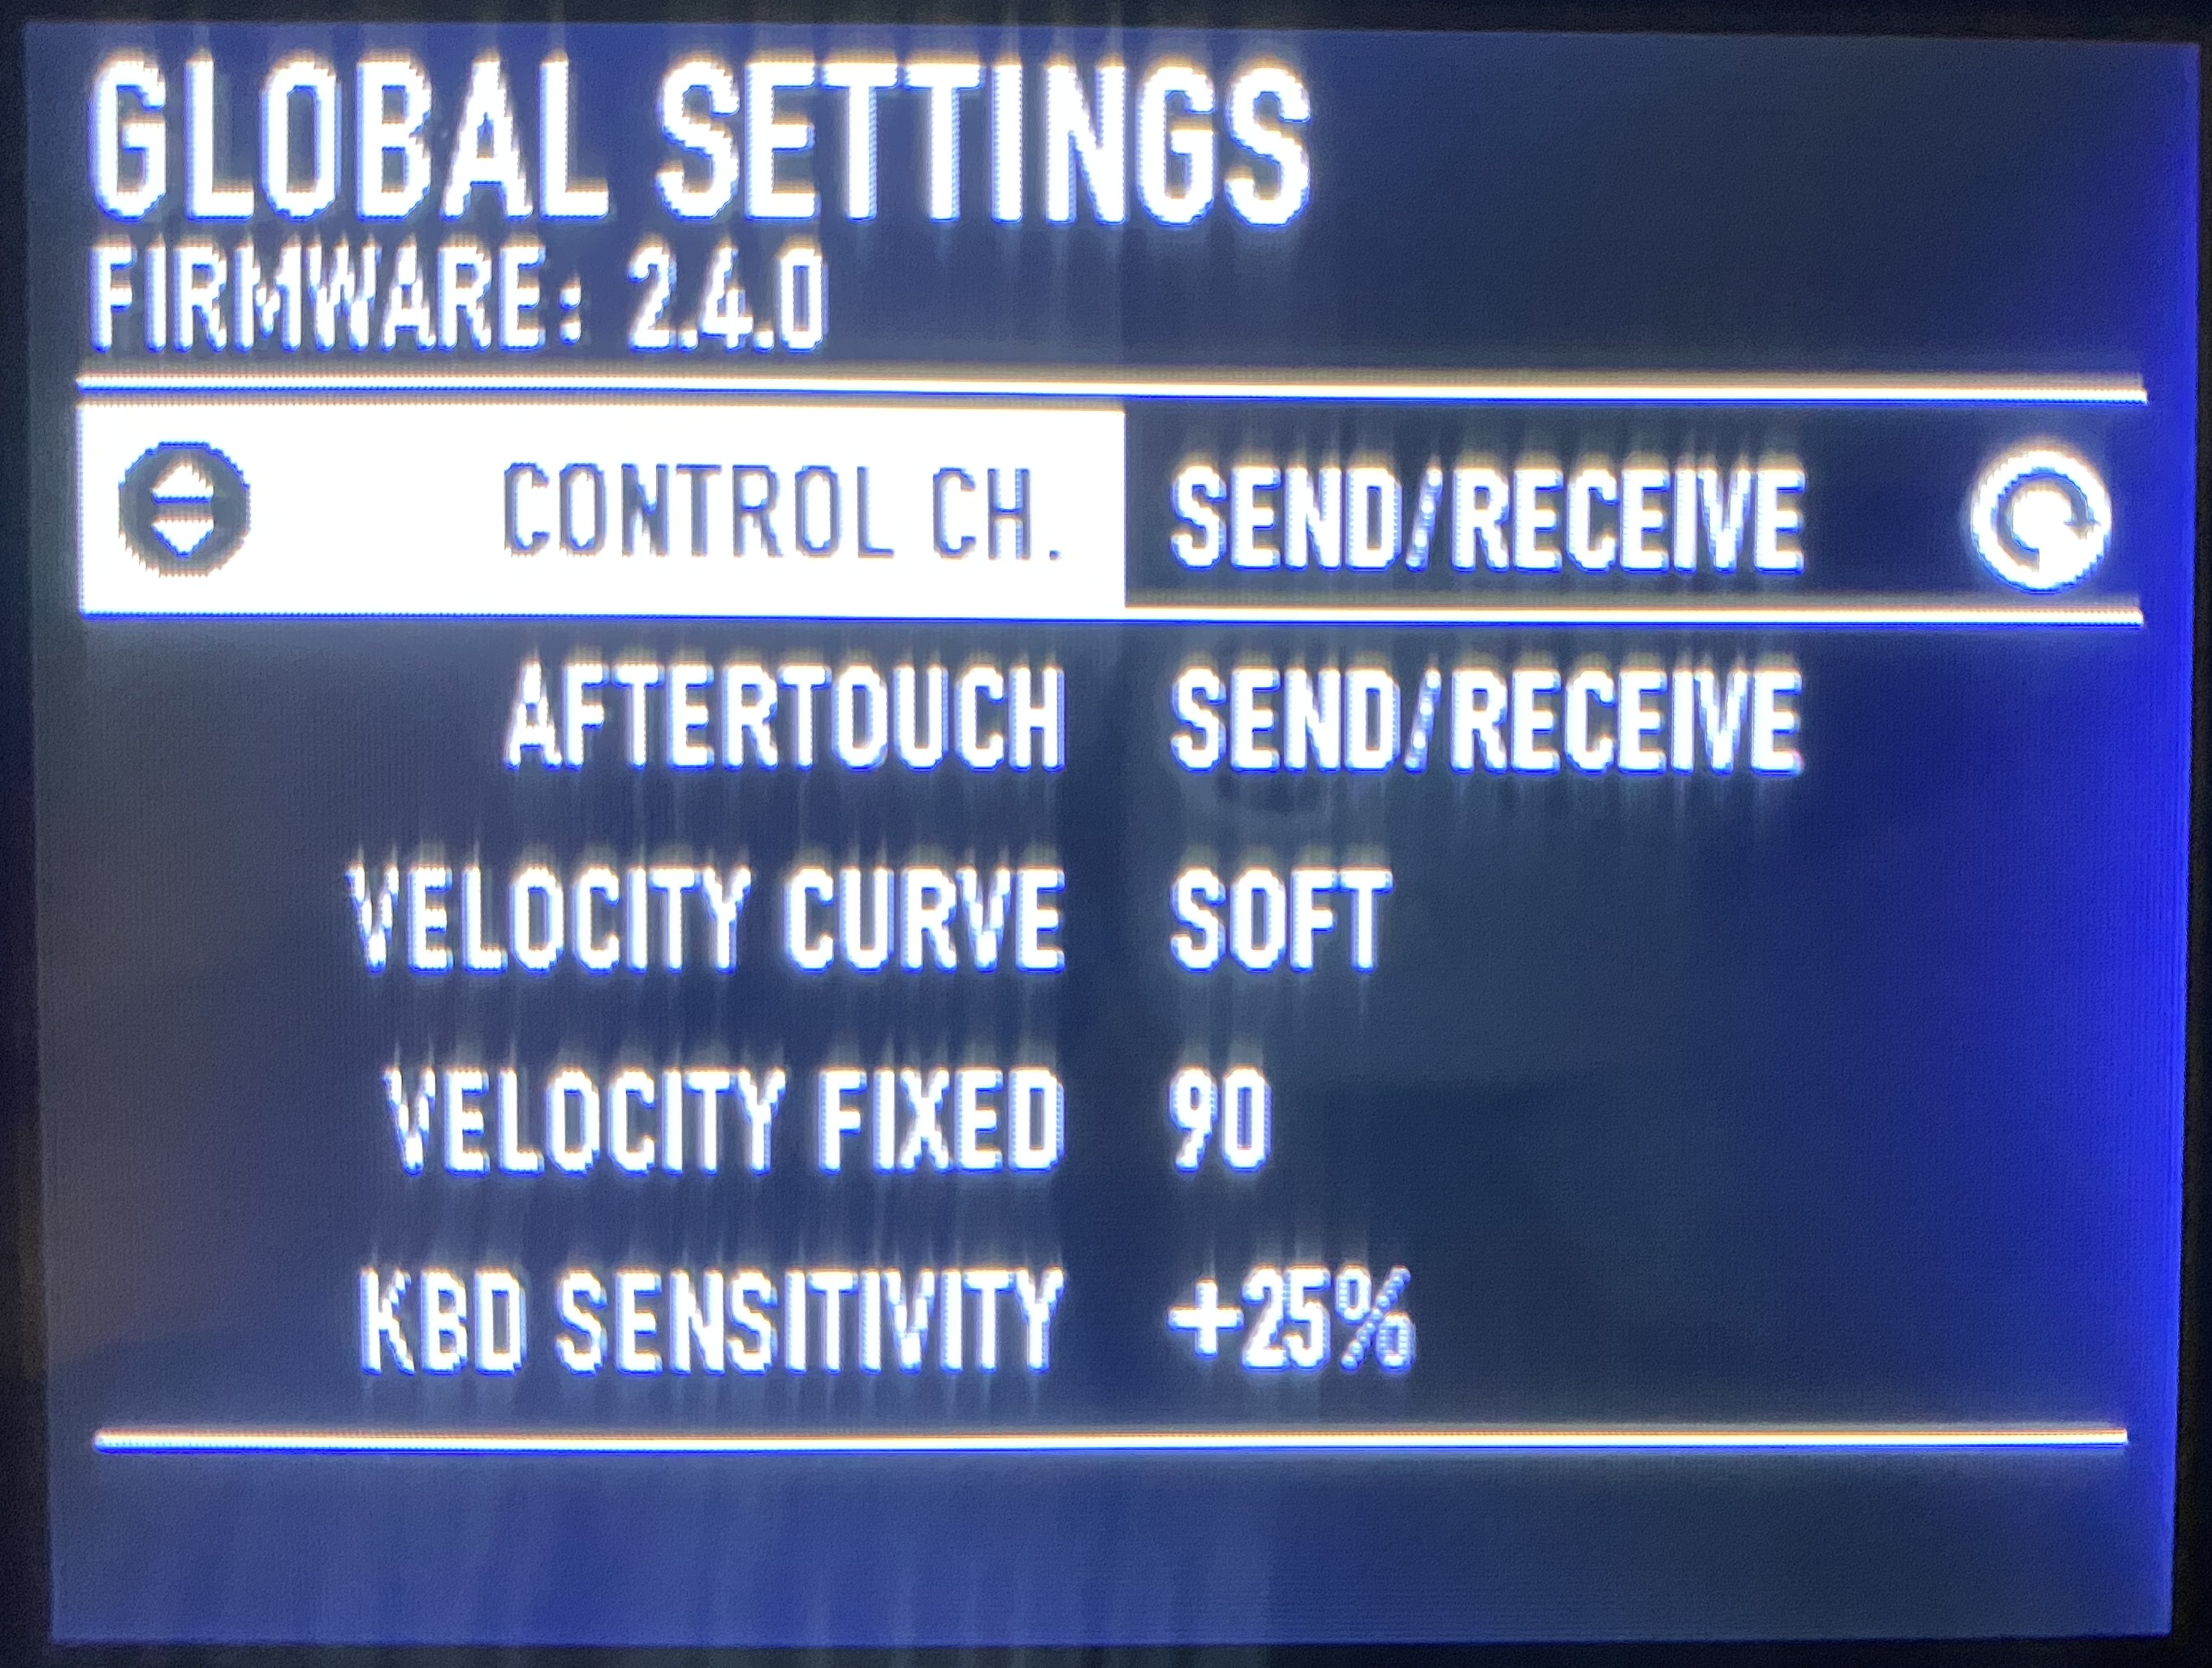 GLOBAL SETTINGS
FIRMWARE: 2.4.0
CONTROL CH. SEND/RECEIVE
AFTERTOUCH SEND/RECEIVE
VELOCITY CURVE SOFT
VELOCITY FIXED 90
KBD SENSITIVITY +25%